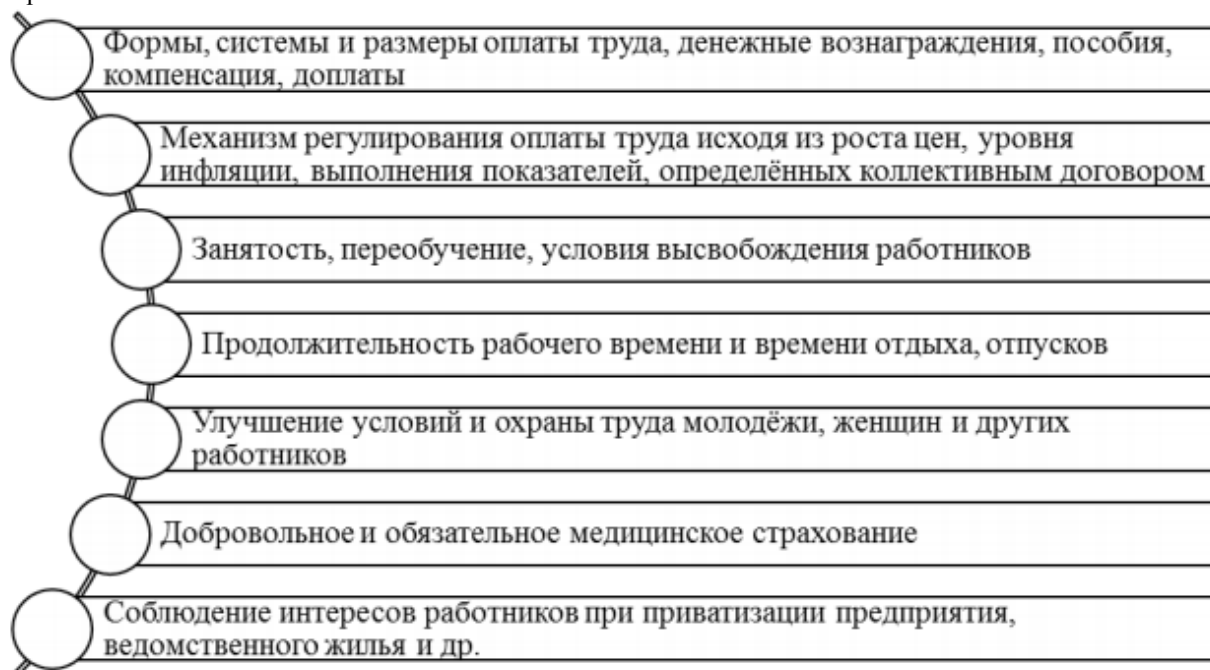 Формы, системы и размеры оплаты труда, денежные вознаграждения, пособия,
компенсация, доплаты
Механизм регулирования оплаты труда исходя из роста цен, уровня
инфляции, выполнения показателей, определённых коллективным договором
Занятость, переобучение, условия высвобождения работников
Продолжительность рабочего времени и времени отдыха, отпусков
Улучшение условий и охраны труда молодёжи, женщин и других
работников
Добровольное и обязательное медицинское страхование
Соблюдение интересов работников при приватизации предприятия,
ведомственного жилья и др.